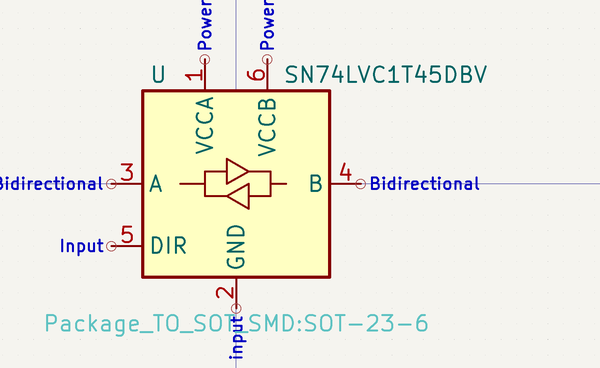 Power
Power
U
1
6
SN74LVC1T45DBV
VCCA
VCCB
Bidirectional
3
A
B
4
Bidirectional
Input
5
DIR
GND
2
Package_TO_SOT_SMD:SOT-23-6
input